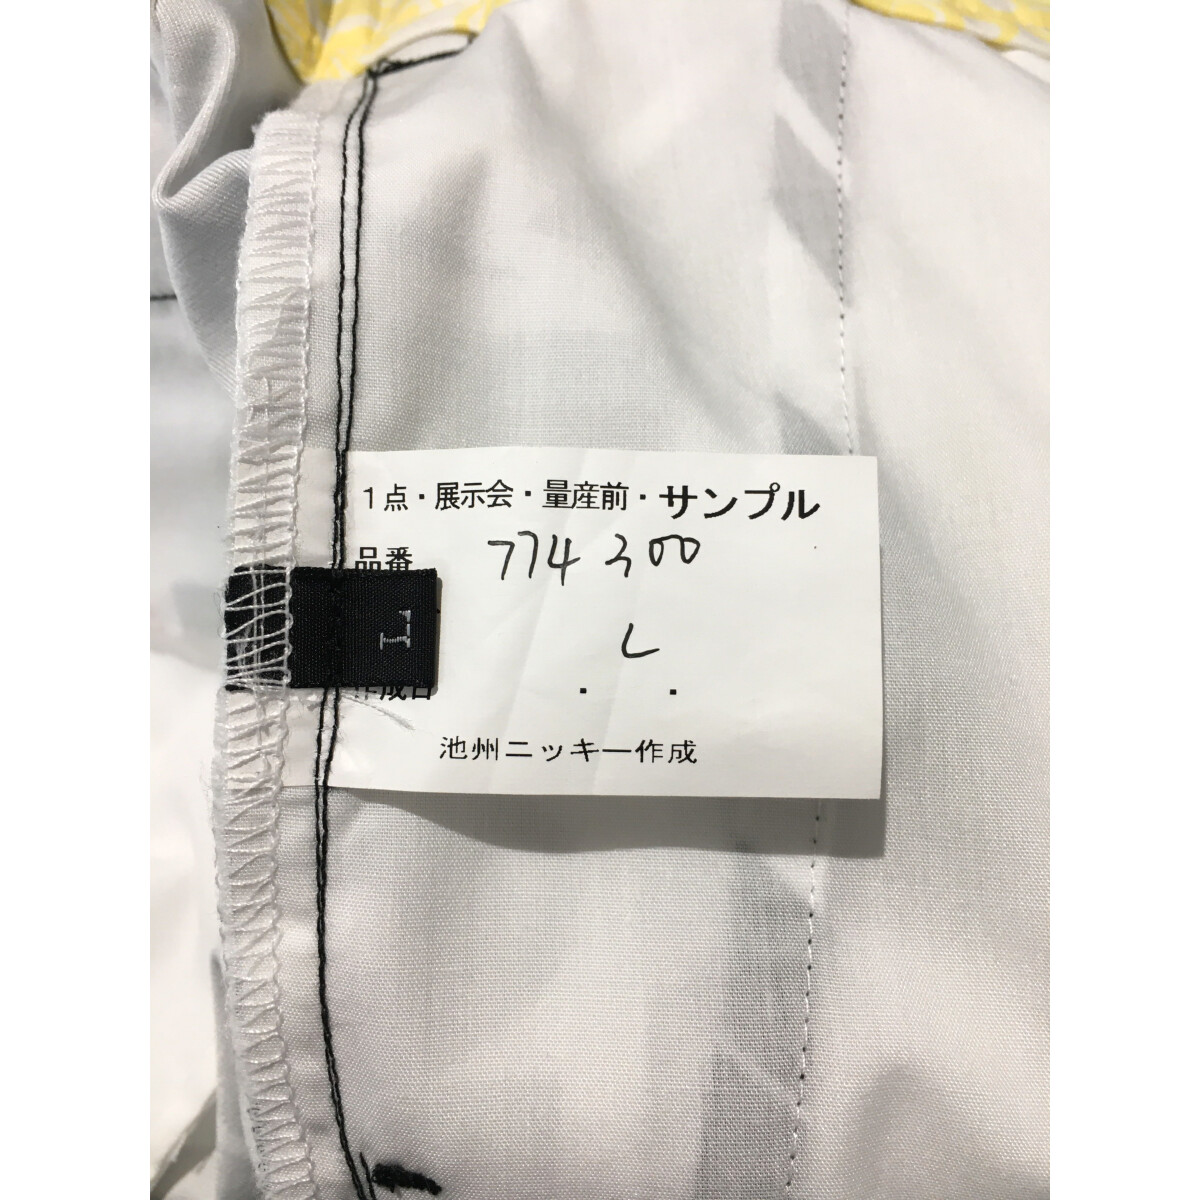 1点・展示会・量産前・サンプル
品番 774300
L
L
作成日 ・ ・
池州ニッキー作成